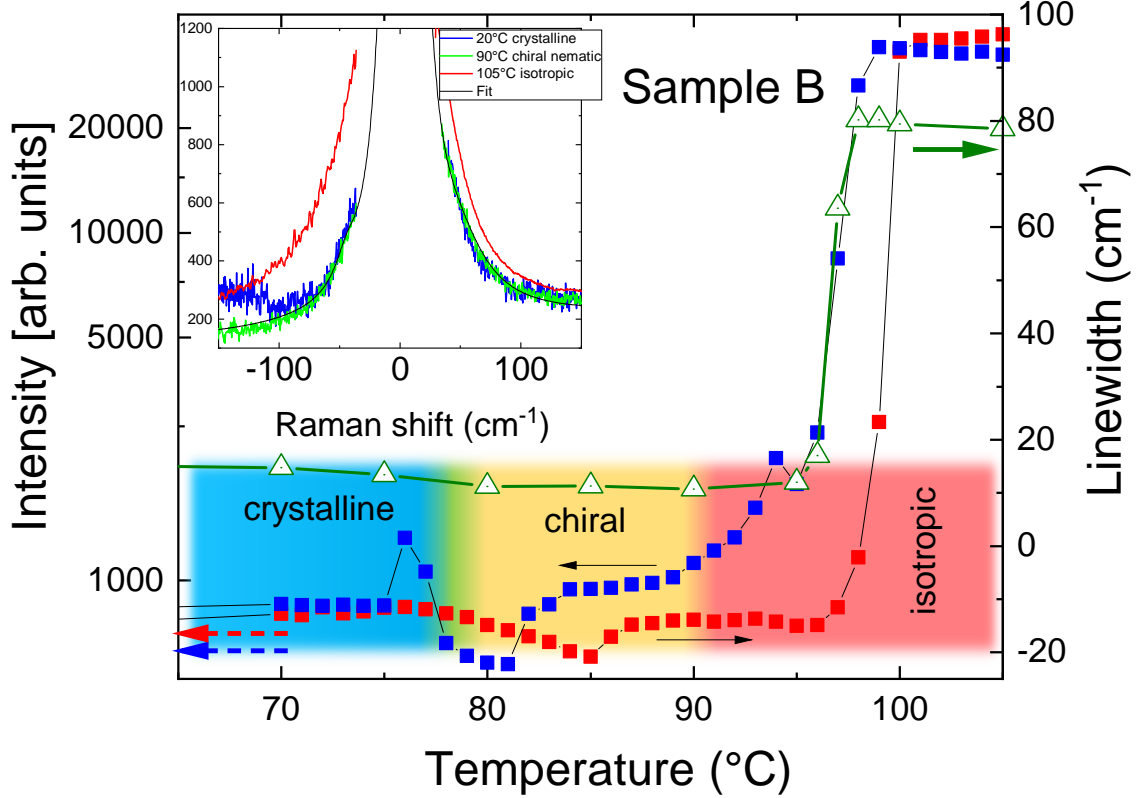 1200
1000
800
600
400
200
-100
0
100
Raman shift (cm-1)
20°C crystalline
90°C chiral nematic
105°C isotropic
Fit
Sample B
Intensity [arb. units]
20000
10000
5000
1000
100
80
60
40
20
0
-20
Linewidth (cm-1)
crystalline
chiral
isotropic
70
80
90
100
Temperature (°C)